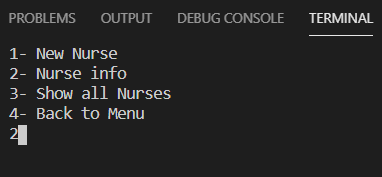 PROBLEMS OUTPUT DEBUG CONSOLE TERMINAL
1- New Nurse
2- Nurse info
3- Show all Nurses
4- Back to Menu
2